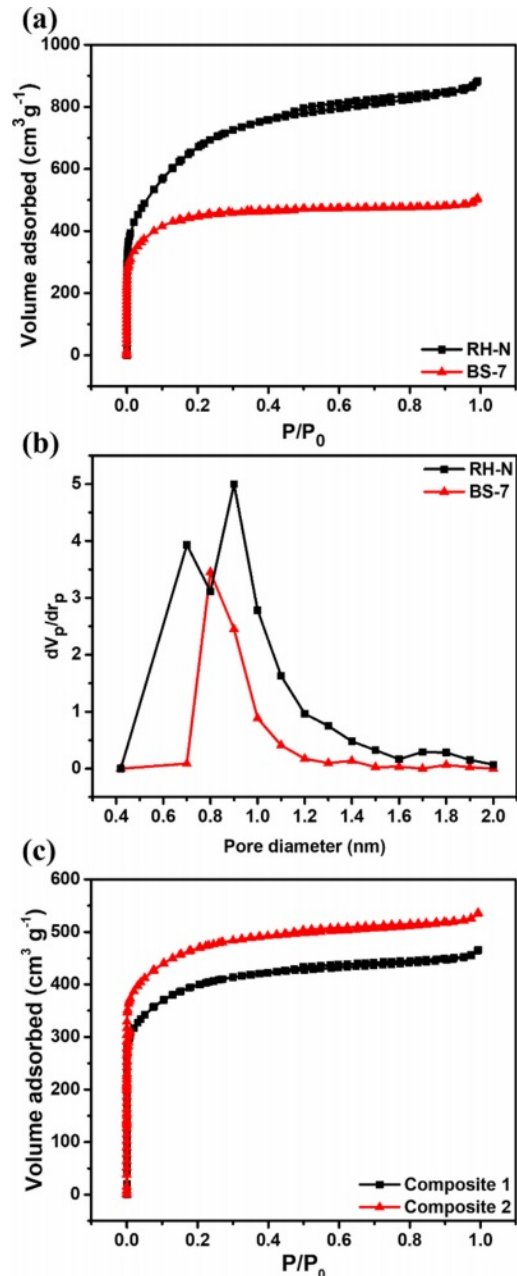 (a)
1000
800
600
400
200
0
Volume adsorbed (cm³g⁻¹)
RH-N
BS-7
0.0 0.2 0.4 0.6 0.8 1.0
P/P₀
(b)
5
4
3
2
1
0
dVₚ/drₚ
RH-N
BS-7
0.4 0.6 0.8 1.0 1.2 1.4 1.6 1.8 2.0
Pore diameter (nm)
(c)
600
500
400
300
200
100
0
Volume adsorbed (cm³ g⁻¹)
Composite 1
Composite 2
0.0 0.2 0.4 0.6 0.8 1.0
P/P₀